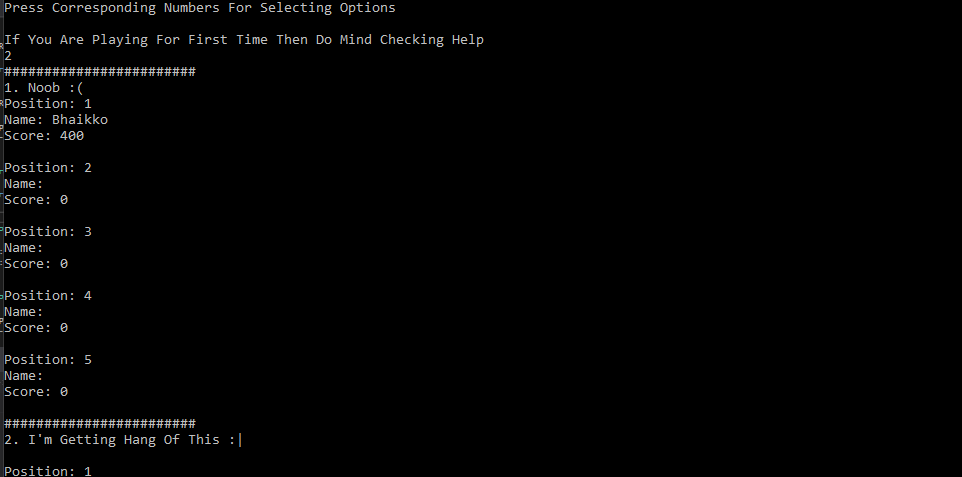 Press Corresponding Numbers For Selecting Options
If You Are Playing For First Time Then Do Mind Checking Help
2
########################
1. Noob :(
Position: 1
Name: Bhaikko
Score: 400
Position: 2
Name:
Score: 0
Position: 3
Name:
Score: 0
Position: 4
Name:
Score: 0
Position: 5
Name:
Score: 0
########################
2. I'm Getting Hang Of This :|
Position: 1